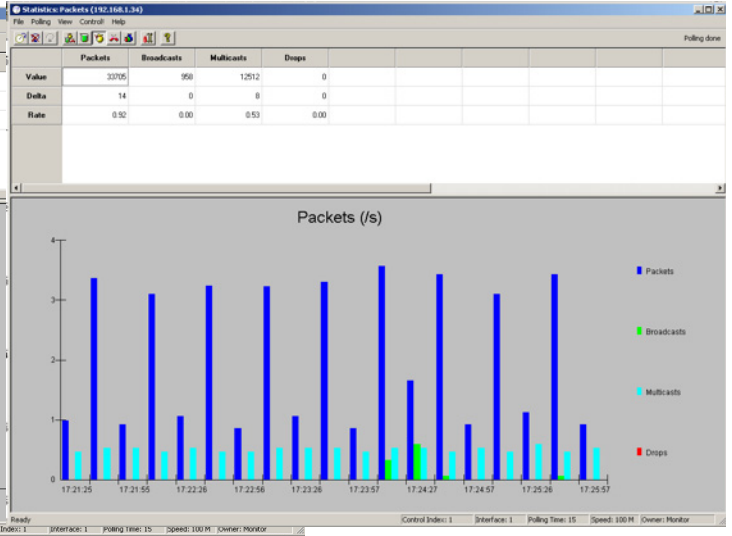 Statistics: Packets (192.168.1.34)
File Polling View Control! Help
Polling done
Packets Broadcasts Multicasts Drops
Value 33705 958 12512 0
Delta 14 0 8 0
Rate 0.92 0.00 0.53 0.00
Packets (/s)
4
3
2
1
0
17:21:25 17:21:55 17:22:26 17:22:56 17:23:26 17:23:57 17:24:27 17:24:57 17:25:26 17:25:57
Packets
Broadcasts
Multicasts
Drops
Ready Control Index: 1 Interface: 1 Polling Time: 15 Speed: 100 M Owner: Monitor
Index: 1 Interface: 1 Polling Time: 15 Speed: 100 M Owner: Monitor